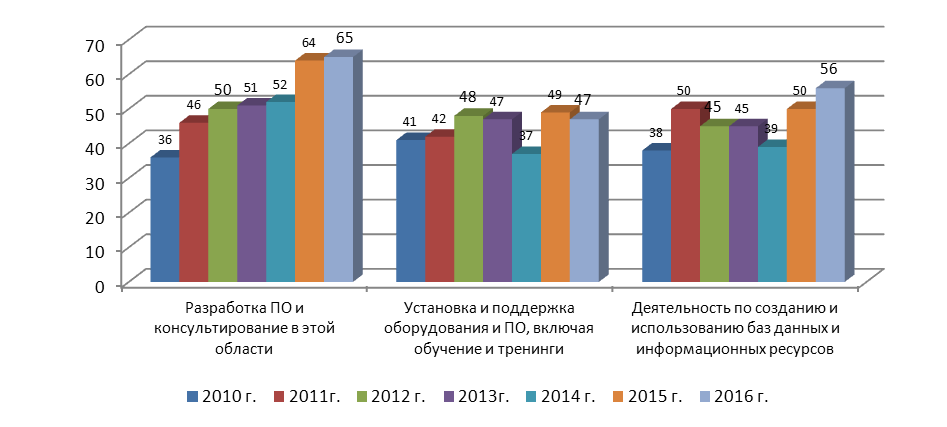 70
60
50
40
30
20
10
0
36
46
50
51
52
64
65
41
42
48
47
37
49
47
38
50
45
45
39
50
56
Разработка ПО и
консультирование в этой
области
Установка и поддержка
оборудования и ПО, включая
обучение и тренинги
Деятельность по созданию и
использованию баз данных и
информационных ресурсов
2010 г. 2011г. 2012 г. 2013г. 2014 г. 2015 г. 2016 г.